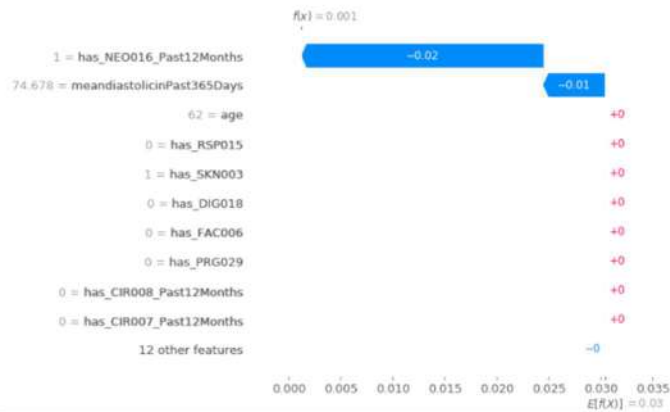 f(x) = 0.001
1 = has_NEO016_Past12Months
−0.02
74.678 = meandiastolicinPast365Days
−0.01
62 = age
+0
0 = has_RSP015
+0
1 = has_SKN003
+0
0 = has_DIG018
+0
0 = has_FAC006
+0
0 = has_PRG029
+0
0 = has_CIR008_Past12Months
+0
0 = has_CIR007_Past12Months
+0
12 other features
−0
0.000 0.005 0.010 0.015 0.020 0.025 0.030 0.035
E[f(X)] = 0.03